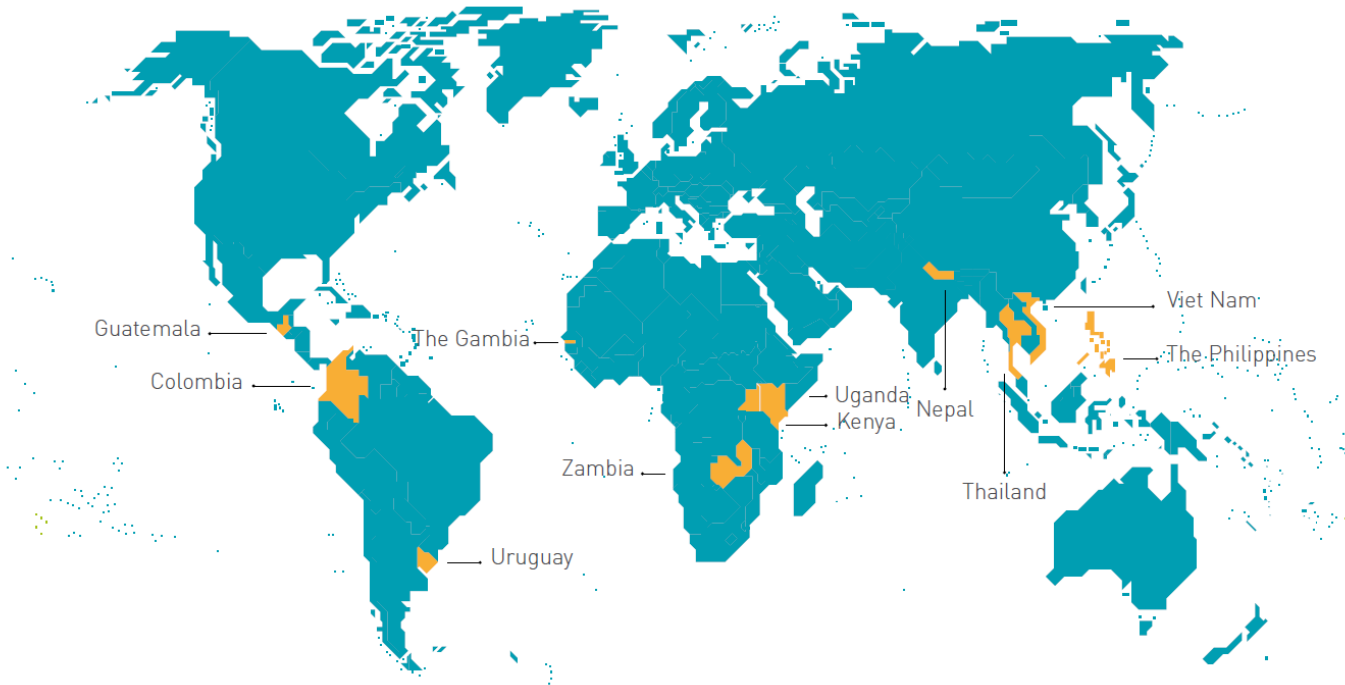 Guatemala
Colombia
Uruguay
The Gambia
Zambia
Uganda
Kenya
Nepal
Thailand
Viet Nam
The Philippines